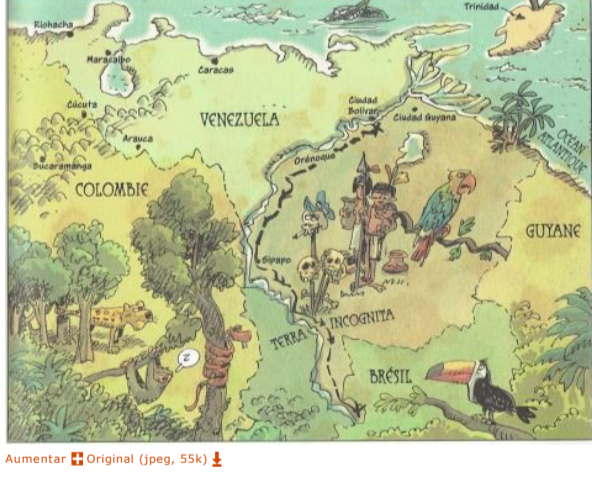 Trinidad
Riohacha
Maracaibo
Caracas
Cúcuta
VENEZUELA
Ciudad
Bolivar
Ciudad Guyana
OCÉAN
ATLANTIQUE
Arauca
Orénoque
Bucaramanga
COLOMBIE
GUYANE
Sipapo
TERRA INCOGNITA
Z
BRÉSIL
Aumentar Original (jpeg, 55k)